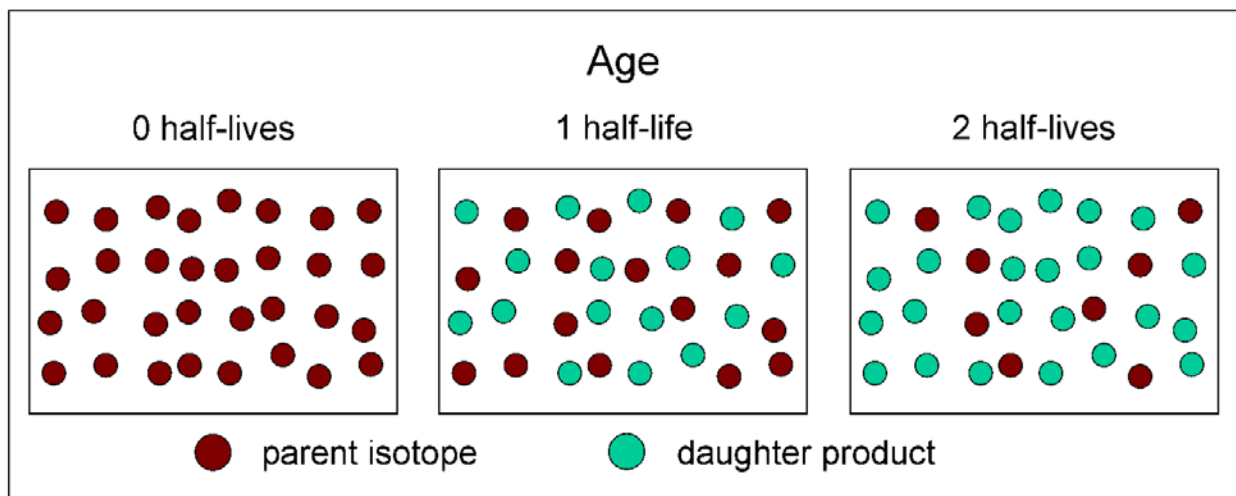 Age
0 half-lives
1 half-life
2 half-lives
parent isotope
daughter product